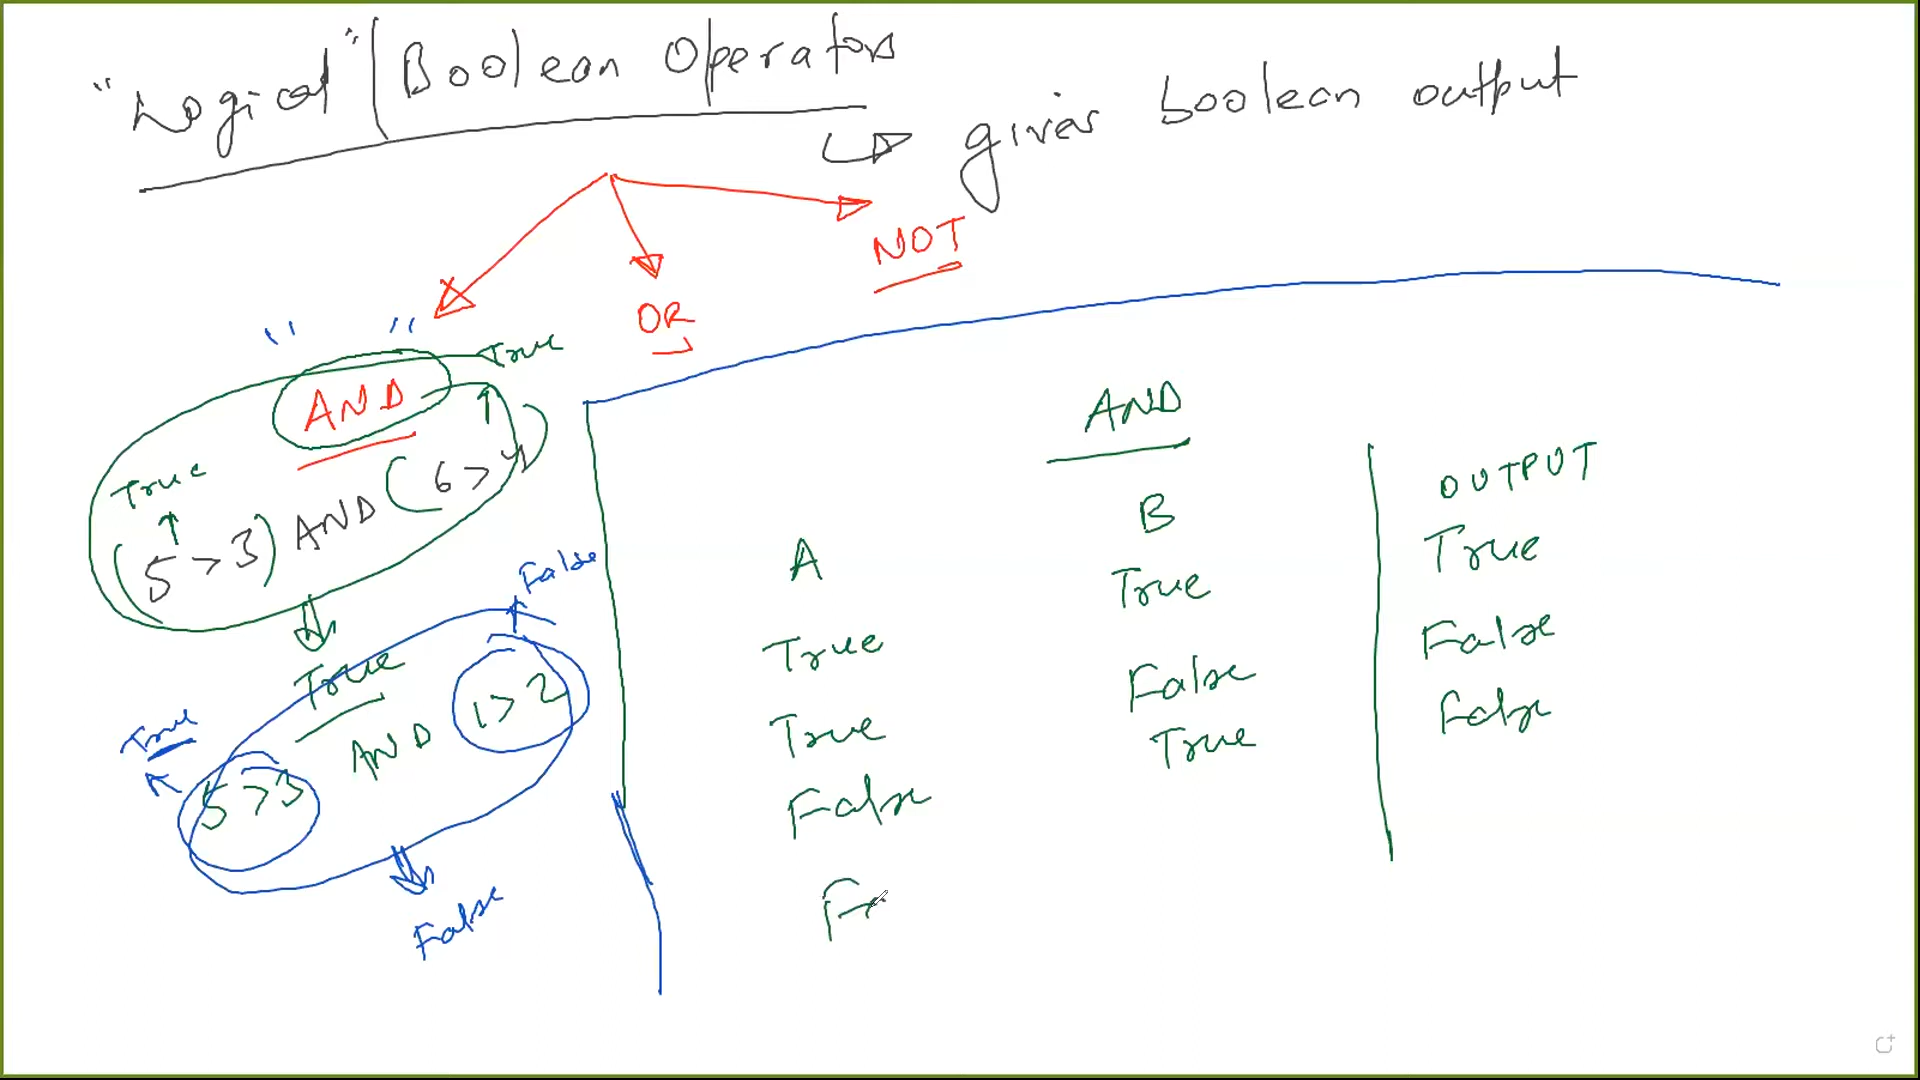 "Logical" | Boolean Operators
↳ gives boolean output
NOT
OR
" "
AND
True
True
(5 > 3) AND (6 > 4)
True
False
True
5 > 3 AND 1 > 2
False
AND
A B OUTPUT
True True True
True False False
False True False
Fa